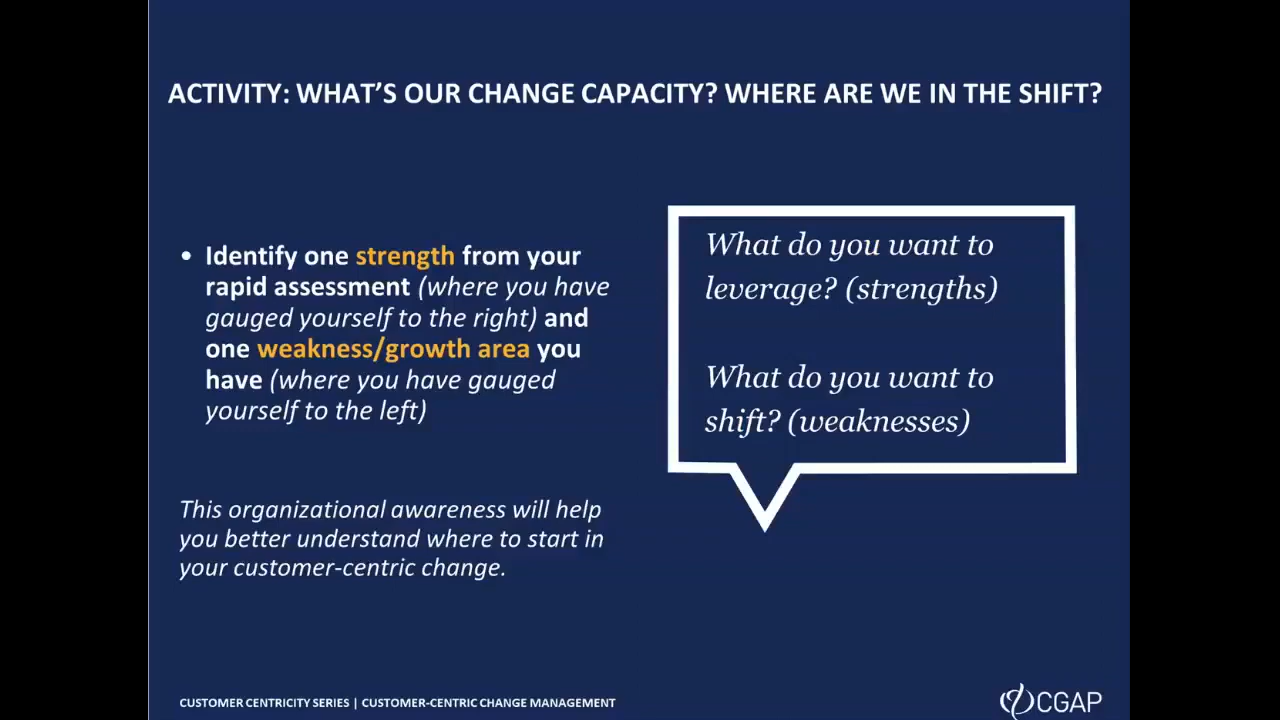 ACTIVITY: WHAT'S OUR CHANGE CAPACITY? WHERE ARE WE IN THE SHIFT?
• Identify one strength from your
rapid assessment (where you have
gauged yourself to the right) and
one weakness/growth area you
have (where you have gauged
yourself to the left)
This organizational awareness will help
you better understand where to start in
your customer-centric change.
What do you want to
leverage? (strengths)
What do you want to
shift? (weaknesses)
CUSTOMER CENTRICITY SERIES | CUSTOMER-CENTRIC CHANGE MANAGEMENT
CGAP